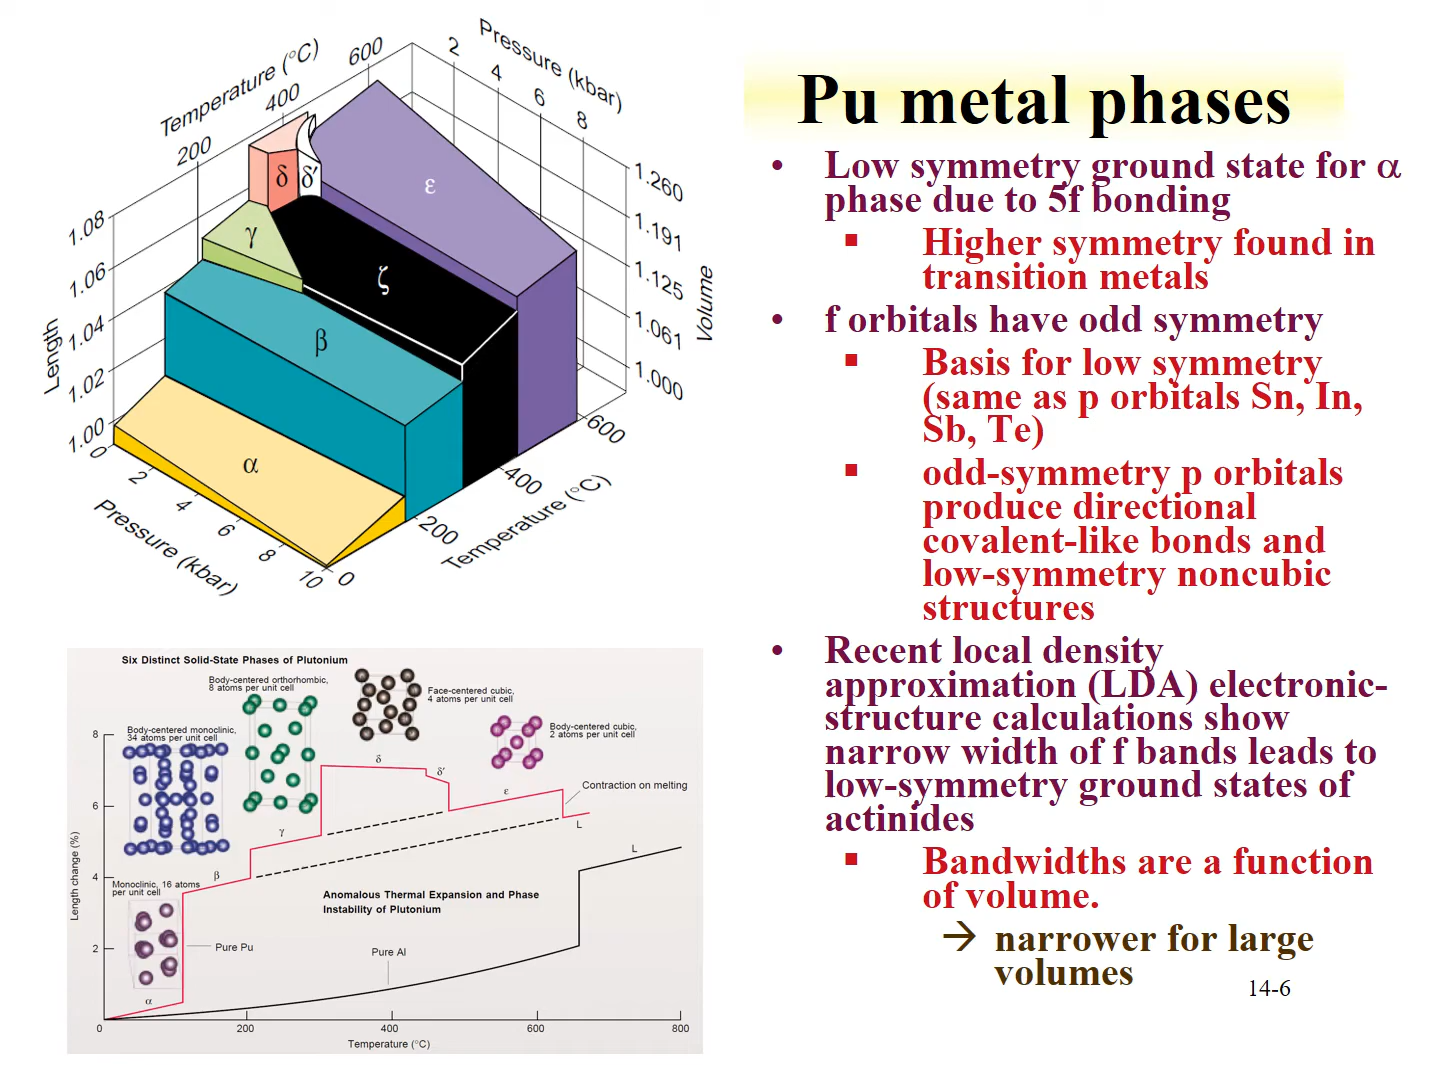 Pu metal phases
• Low symmetry ground state for α
phase due to 5f bonding
▪ Higher symmetry found in
transition metals
• f orbitals have odd symmetry
▪ Basis for low symmetry
(same as p orbitals Sn, In,
Sb, Te)
▪ odd-symmetry p orbitals
produce directional
covalent-like bonds and
low-symmetry noncubic
structures
• Recent local density
approximation (LDA) electronic-
structure calculations show
narrow width of f bands leads to
low-symmetry ground states of
actinides
▪ Bandwidths are a function
of volume.
→ narrower for large
volumes
14-6
Temperature (°C)
200
400
600
Pressure (kbar)
2
4
6
8
Length
1.08
1.06
1.04
1.02
1.00
Volume
1.260
1.191
1.125
1.061
1.000
Pressure (kbar)
0
2
4
6
8
10
Temperature (°C)
0
200
400
600
α
β
γ
δ
δ′
ε
ζ
Six Distinct Solid-State Phases of Plutonium
Body-centered orthorhombic,
8 atoms per unit cell
Face-centered cubic,
4 atoms per unit cell
Body-centered monoclinic,
34 atoms per unit cell
Body-centered cubic,
2 atoms per unit cell
Monoclinic, 16 atoms
per unit cell
Contraction on melting
Anomalous Thermal Expansion and Phase
Instability of Plutonium
Pure Pu
Pure Al
α
β
γ
δ
δ′
ε
L
L
Length change (%)
8
6
4
2
0
200
400
600
800
Temperature (°C)